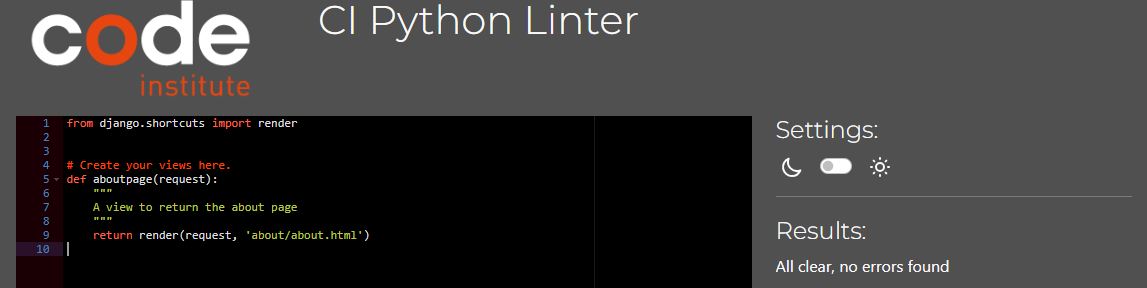 code
institute
CI Python Linter
1 from django.shortcuts import render
2
3
4 # Create your views here.
5 def aboutpage(request):
6     """
7     A view to return the about page
8     """
9     return render(request, 'about/about.html')
10
Settings:
Results:
All clear, no errors found